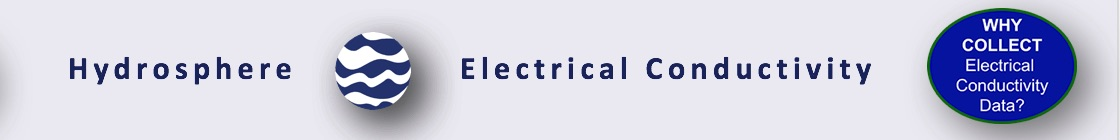 Hydrosphere
Electrical Conductivity
WHY
COLLECT
Electrical
Conductivity
Data?